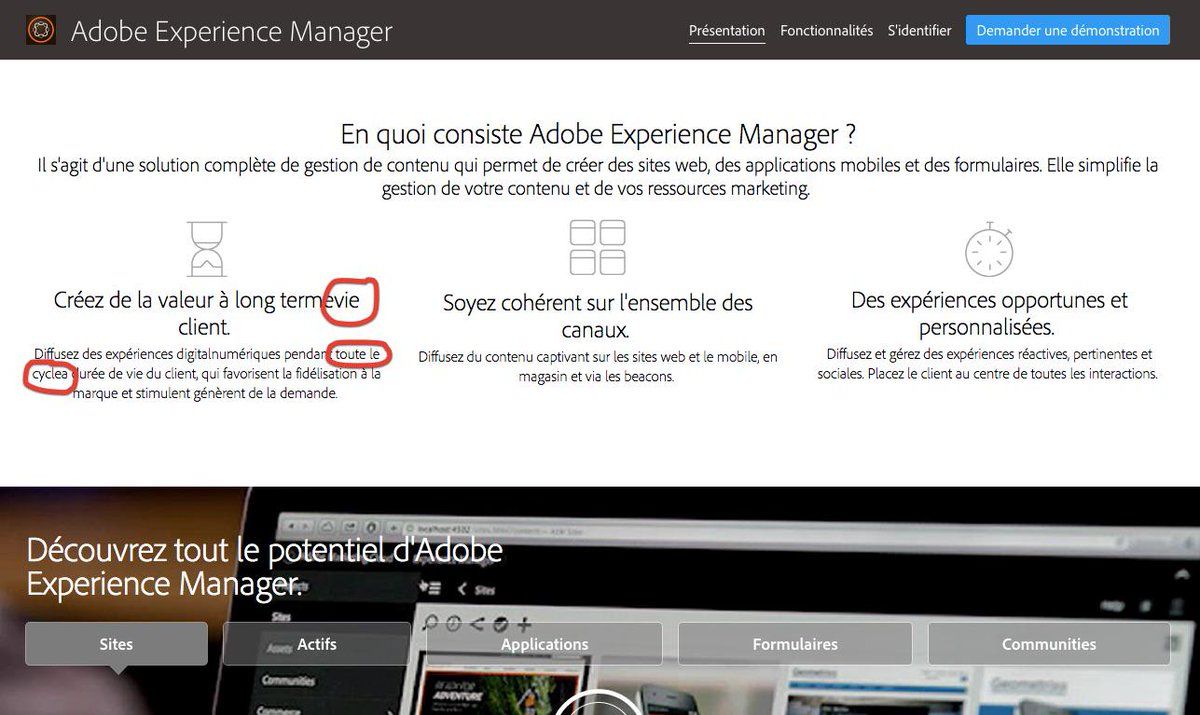 Adobe Experience Manager
Présentation Fonctionnalités S'identifier Demander une démonstration
En quoi consiste Adobe Experience Manager ?
Il s'agit d'une solution complète de gestion de contenu qui permet de créer des sites web, des applications mobiles et des formulaires. Elle simplifie la
gestion de votre contenu et de vos ressources marketing.
Créez de la valeur à long termevie
client.
Diffusez des expériences digitalnumériques pendant toute le
cyclea durée de vie du client, qui favorisent la fidélisation à la
marque et stimulent génèrent de la demande.
Soyez cohérent sur l'ensemble des
canaux.
Diffusez du contenu captivant sur les sites web et le mobile, en
magasin et via les beacons.
Des expériences opportunes et
personnalisées.
Diffusez et gérez des expériences réactives, pertinentes et
sociales. Placez le client au centre de toutes les interactions.
Découvrez tout le potentiel d'Adobe
Experience Manager.
Sites
Sites
Assets
Communities
Commerce
Sites Actifs Applications Formulaires Communities
ADVENTURE